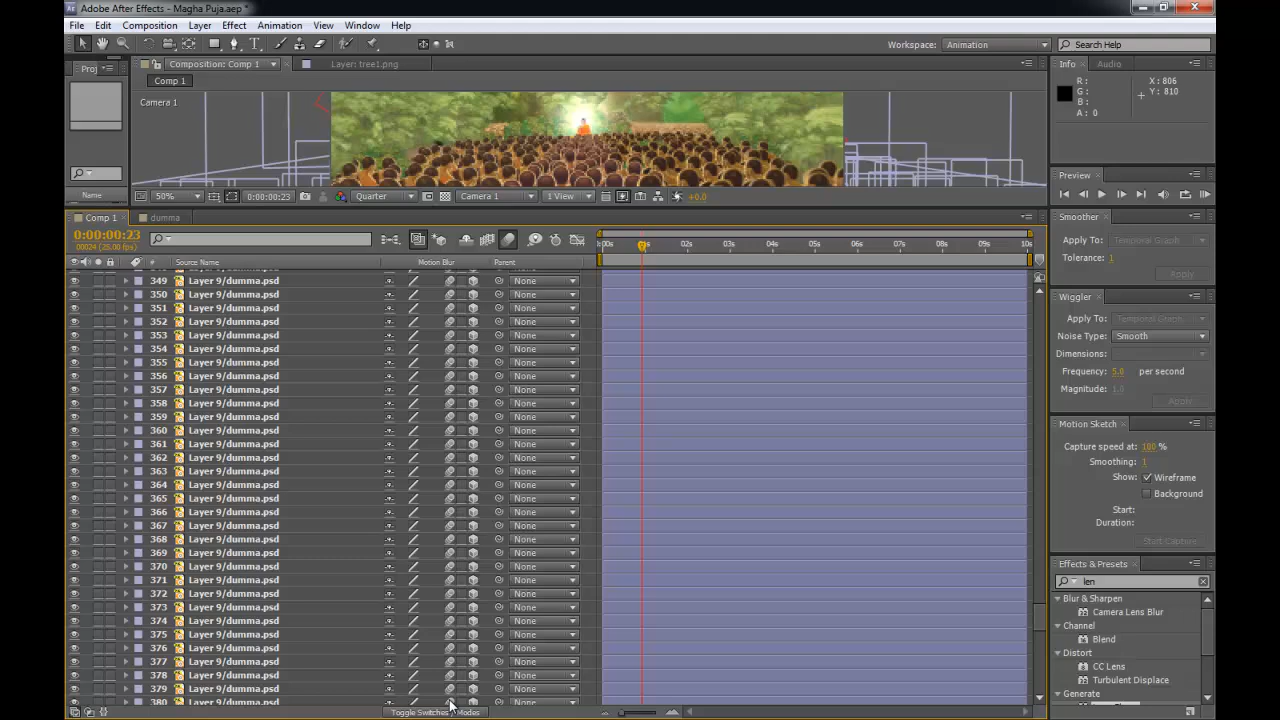 Adobe After Effects - Magha Puja.aep *
File Edit Composition Layer Effect Animation View Window Help
Workspace: Animation
Search Help
Proj
Composition: Comp 1
Layer: tree1.png
Comp 1
Camera 1
Info Audio
R :
G :
B :
A : 0
X : 806
Y : 810
Name
50%
0:00:00:23
Quarter
Camera 1
1 View
+0.0
Preview
Smoother
Apply To: Temporal Graph
Tolerance: 1
Apply
Comp 1
dumma
0:00:00:23
00024 (25.00 fps)
# Source Name Motion Blur Parent
02s 03s 04s 05s 06s 07s 08s 09s 10s
349 Layer 9/dumma.psd None
350 Layer 9/dumma.psd None
351 Layer 9/dumma.psd None
352 Layer 9/dumma.psd None
353 Layer 9/dumma.psd None
354 Layer 9/dumma.psd None
355 Layer 9/dumma.psd None
356 Layer 9/dumma.psd None
357 Layer 9/dumma.psd None
358 Layer 9/dumma.psd None
359 Layer 9/dumma.psd None
360 Layer 9/dumma.psd None
361 Layer 9/dumma.psd None
362 Layer 9/dumma.psd None
363 Layer 9/dumma.psd None
364 Layer 9/dumma.psd None
365 Layer 9/dumma.psd None
366 Layer 9/dumma.psd None
367 Layer 9/dumma.psd None
368 Layer 9/dumma.psd None
369 Layer 9/dumma.psd None
370 Layer 9/dumma.psd None
371 Layer 9/dumma.psd None
372 Layer 9/dumma.psd None
373 Layer 9/dumma.psd None
374 Layer 9/dumma.psd None
375 Layer 9/dumma.psd None
376 Layer 9/dumma.psd None
377 Layer 9/dumma.psd None
378 Layer 9/dumma.psd None
379 Layer 9/dumma.psd None
380 Layer 9/dumma.psd None
Toggle Switches / Modes
Wiggler
Apply To: Temporal Graph
Noise Type: Smooth
Dimensions:
Frequency: 5.0 per second
Magnitude: 1.0
Apply
Motion Sketch
Capture speed at: 100 %
Smoothing: 1
Show: Wireframe
Background
Start:
Duration:
Start Capture
Effects & Presets
len
Blur & Sharpen
Camera Lens Blur
Channel
Blend
Distort
CC Lens
Turbulent Displace
Generate